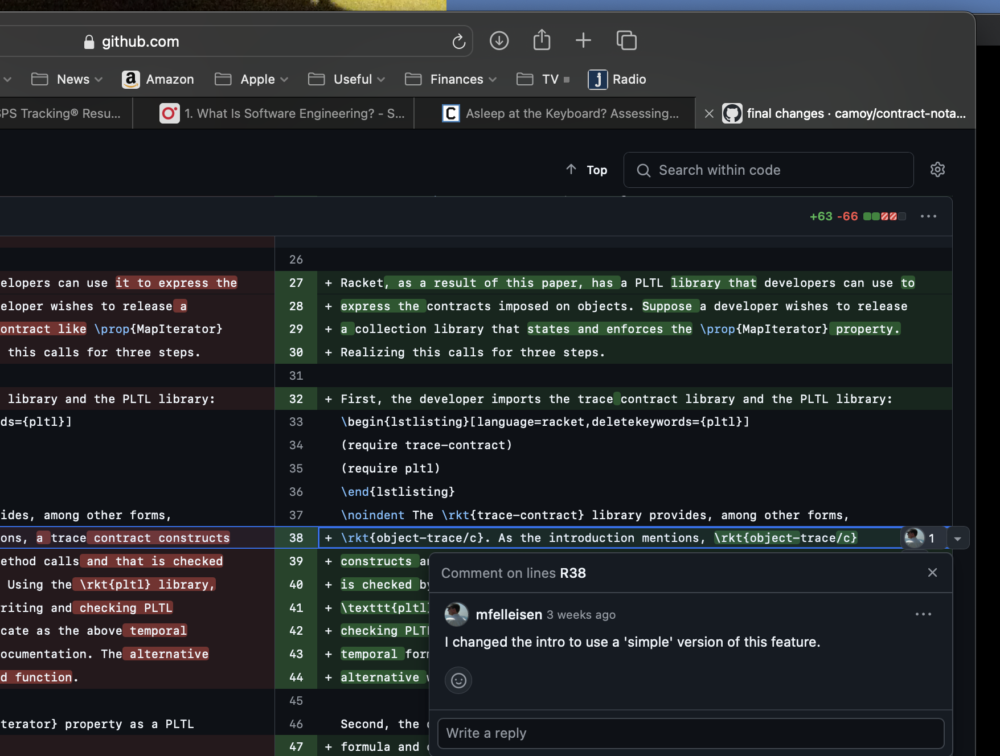 github.com
News
Amazon
Apple
Useful
Finances
TV
Radio
SPS Tracking® Resu...
1. What Is Software Engineering? - S...
Asleep at the Keyboard? Assessing...
final changes · camoy/contract-nota...
Top
Search within code
+63 -66
26
elopers can use it to express the
27 + Racket, as a result of this paper, has a PLTL library that developers can use to
eloper wishes to release a
28 + express the contracts imposed on objects. Suppose a developer wishes to release
ontract like \prop{MapIterator}
29 + a collection library that states and enforces the \prop{MapIterator} property.
this calls for three steps.
30 + Realizing this calls for three steps.
31
library and the PLTL library:
32 + First, the developer imports the trace contract library and the PLTL library:
ds={pltl}]
33 \begin{lstlisting}[language=racket,deletekeywords={pltl}]
34 (require trace-contract)
35 (require pltl)
36 \end{lstlisting}
ides, among other forms,
37 \noindent The \rkt{trace-contract} library provides, among other forms,
ons, a trace contract constructs
38 + \rkt{object-trace/c}. As the introduction mentions, \rkt{object-trace/c}
1
ethod calls and that is checked
39 + constructs a
Using the \rkt{pltl} library,
40 + is checked by
riting and checking PLTL
41 + \texttt{pltl
cate as the above temporal
42 + checking PLT
ocumentation. The alternative
43 + temporal for
d function.
44 + alternative
45
terator} property as a PLTL
46 Second, the
47 + formula and
Comment on lines R38
mfelleisen 3 weeks ago
I changed the intro to use a 'simple' version of this feature.
Write a reply